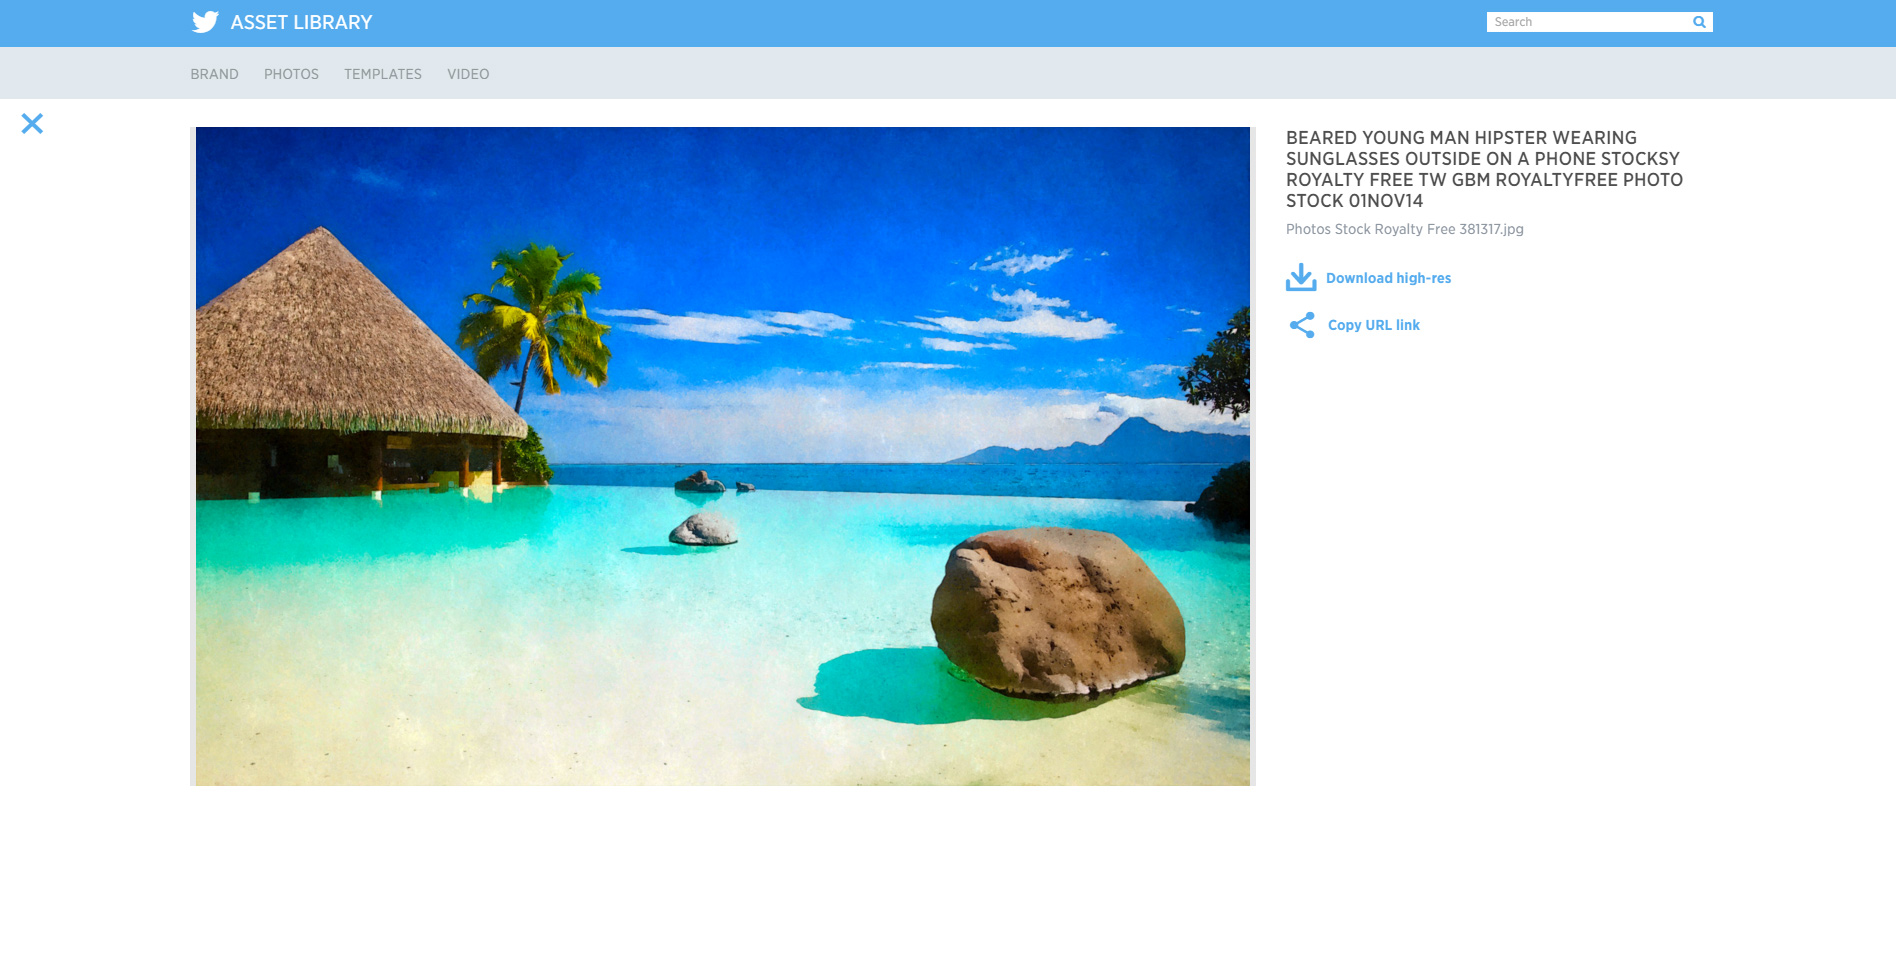 ASSET LIBRARY
Search
BRAND PHOTOS TEMPLATES VIDEO
BEARED YOUNG MAN HIPSTER WEARING
SUNGLASSES OUTSIDE ON A PHONE STOCKSY
ROYALTY FREE TW GBM ROYALTYFREE PHOTO
STOCK 01NOV14
Photos Stock Royalty Free 381317.jpg
Download high-res
Copy URL link